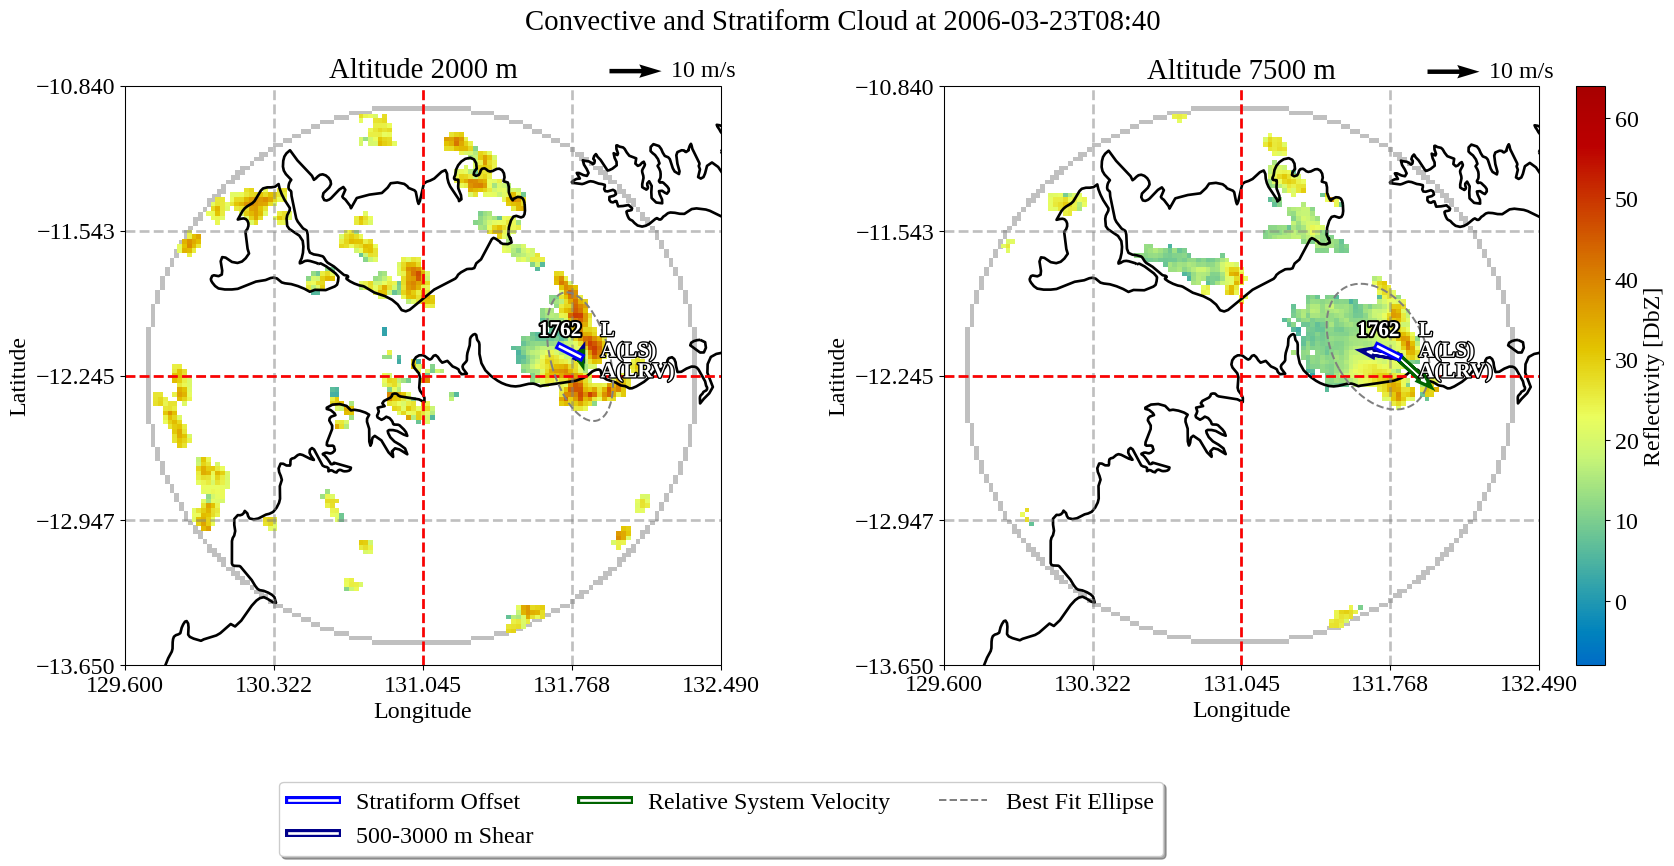 Convective and Stratiform Cloud at 2006-03-23T08:40
Altitude 2000 m
10 m/s
Latitude
−10.840
−11.543
−12.245
−12.947
−13.650
129.600
130.322
131.045
131.768
132.490
Longitude
1762
L
A(LS)
A(LRV)
Altitude 7500 m
10 m/s
Latitude
−10.840
−11.543
−12.245
−12.947
−13.650
129.600
130.322
131.045
131.768
132.490
Longitude
1762
L
A(LS)
A(LRV)
60
50
40
30
20
10
0
Reflectivity [DbZ]
Stratiform Offset
500-3000 m Shear
Relative System Velocity
Best Fit Ellipse